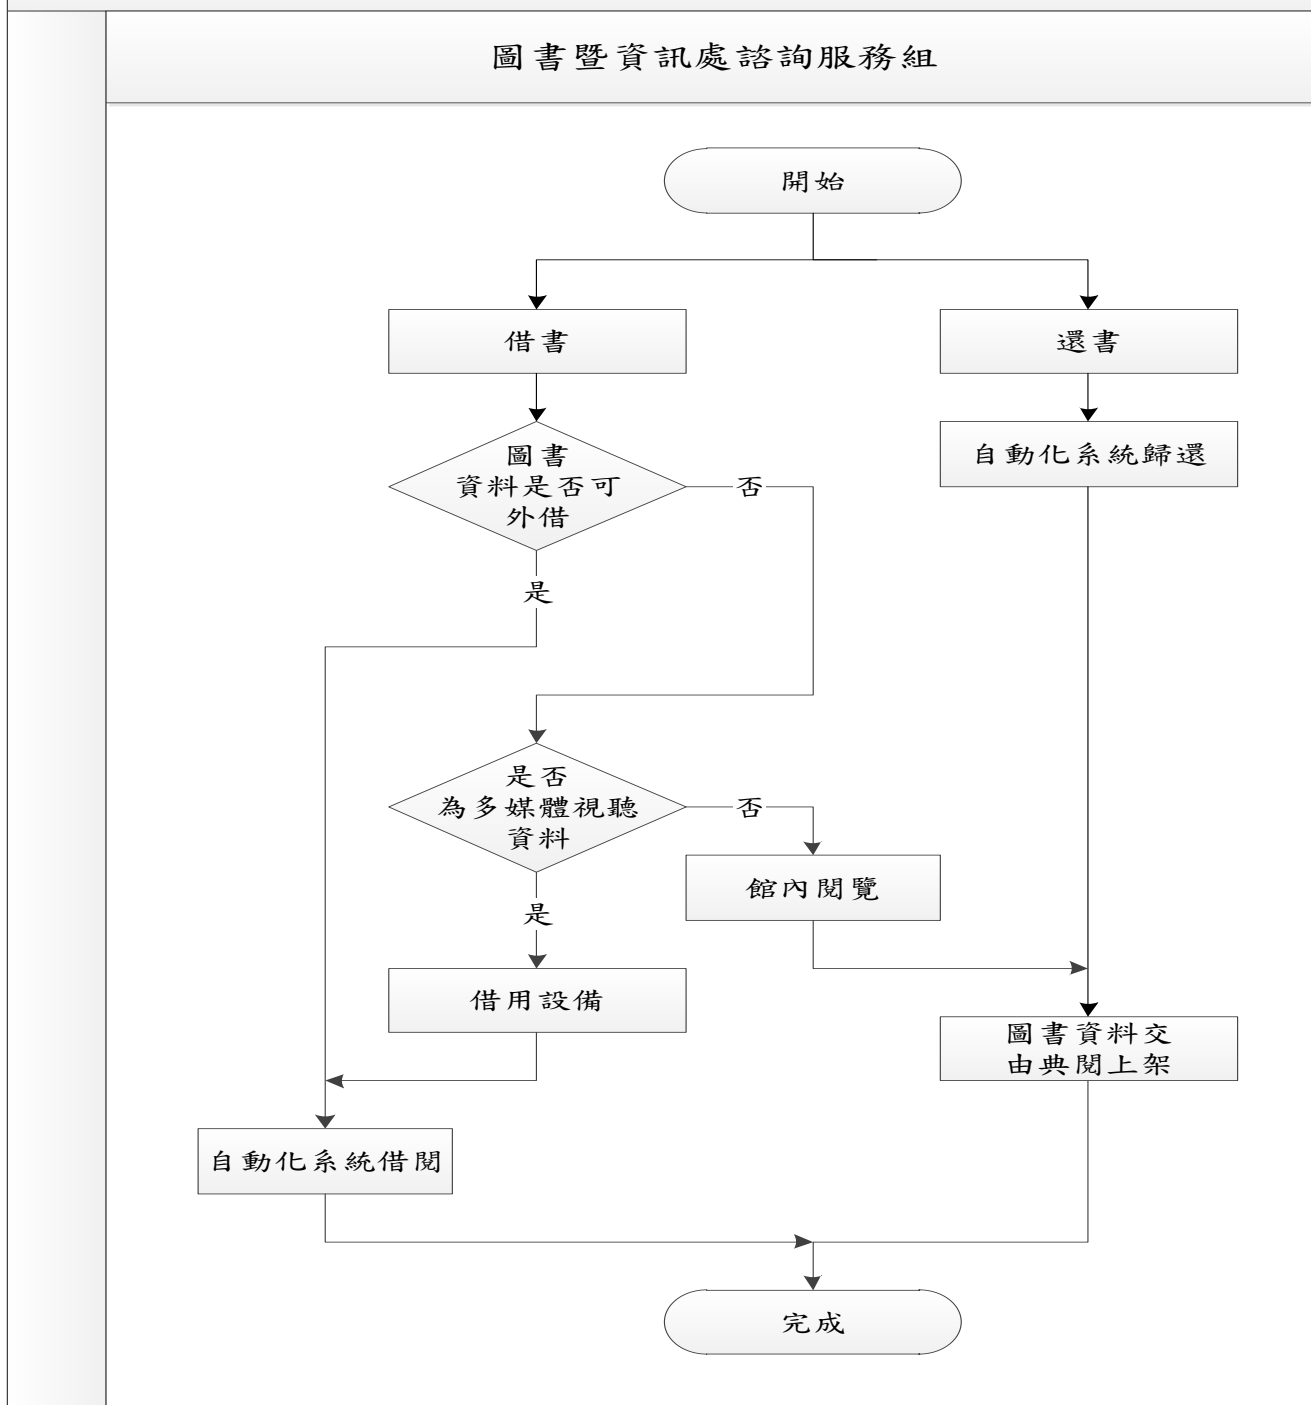 圖書暨資訊處諮詢服務組
開始
借書
還書
圖書
資料是否可
外借
否
自動化系統歸還
是
是否
為多媒體視聽
資料
否
館內閱覽
是
借用設備
圖書資料交
由典閱上架
自動化系統借閱
完成